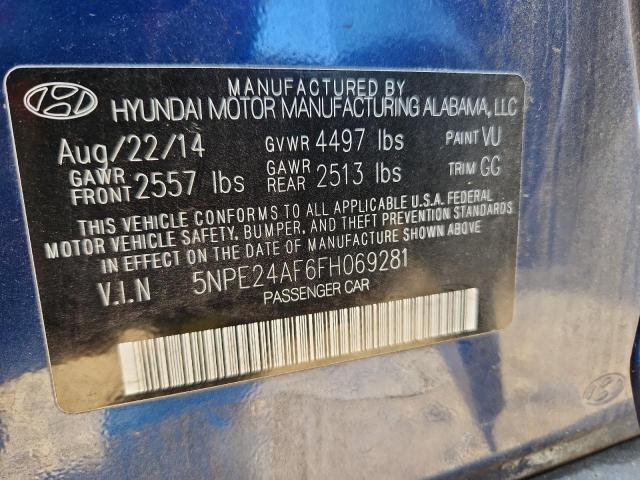 MANUFACTURED BY
HYUNDAI MOTOR MANUFACTURING ALABAMA, LLC
Aug/22/14 GVWR 4497 lbs PAINT VU
GAWR FRONT 2557 lbs GAWR REAR 2513 lbs TRIM GG
THIS VEHICLE CONFORMS TO ALL APPLICABLE U.S.A. FEDERAL
MOTOR VEHICLE SAFETY, BUMPER, AND THEFT PREVENTION STANDARDS
IN EFFECT ON THE DATE OF MANUFACTURE SHOWN ABOVE.
V.I.N 5NPE24AF6FH069281
PASSENGER CAR